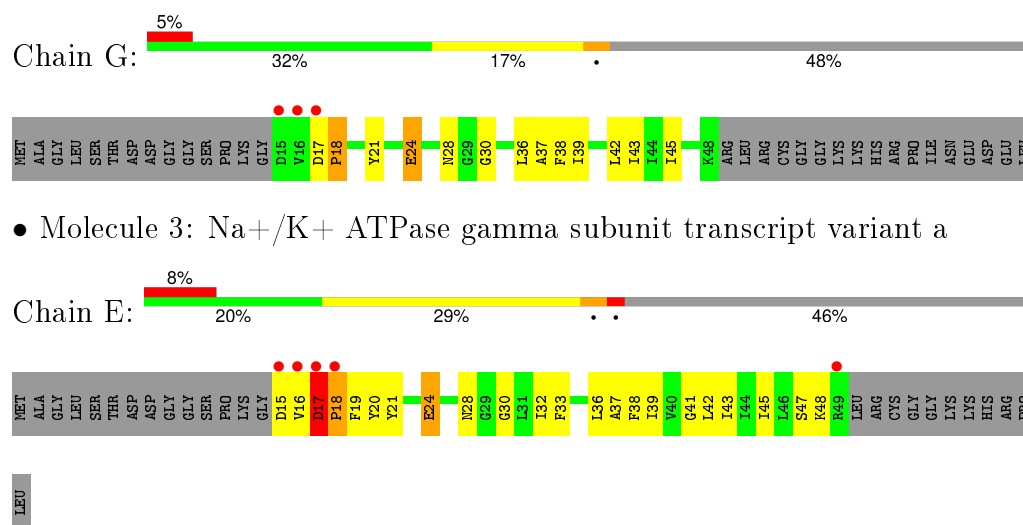 5%
Chain G:
32% 17% • 48%
MET ALA GLY LEU SER THR ASP ASP GLY GLY SER PRO LYS GLY D15 V16 D17 P18 Y21 E24 N28 G29 G30 L36 A37 F38 I39 L42 I43 I44 I45 K48 ARG LEU ARG CYS GLY GLY LYS LYS HIS ARG PRO ILE ASN GLU ASP GLU LEU
• Molecule 3: Na+/K+ ATPase gamma subunit transcript variant a
8%
Chain E:
20% 29% • • 46%
MET ALA GLY LEU SER THR ASP ASP GLY GLY SER PRO LYS GLY D15 V16 D17 P18 F19 Y20 Y21 E24 N28 G29 G30 L31 I32 F33 L36 A37 F38 I39 V40 G41 L42 I43 I44 I45 L46 S47 K48 R49 LEU ARG CYS GLY GLY LYS LYS HIS ARG PRO
LEU